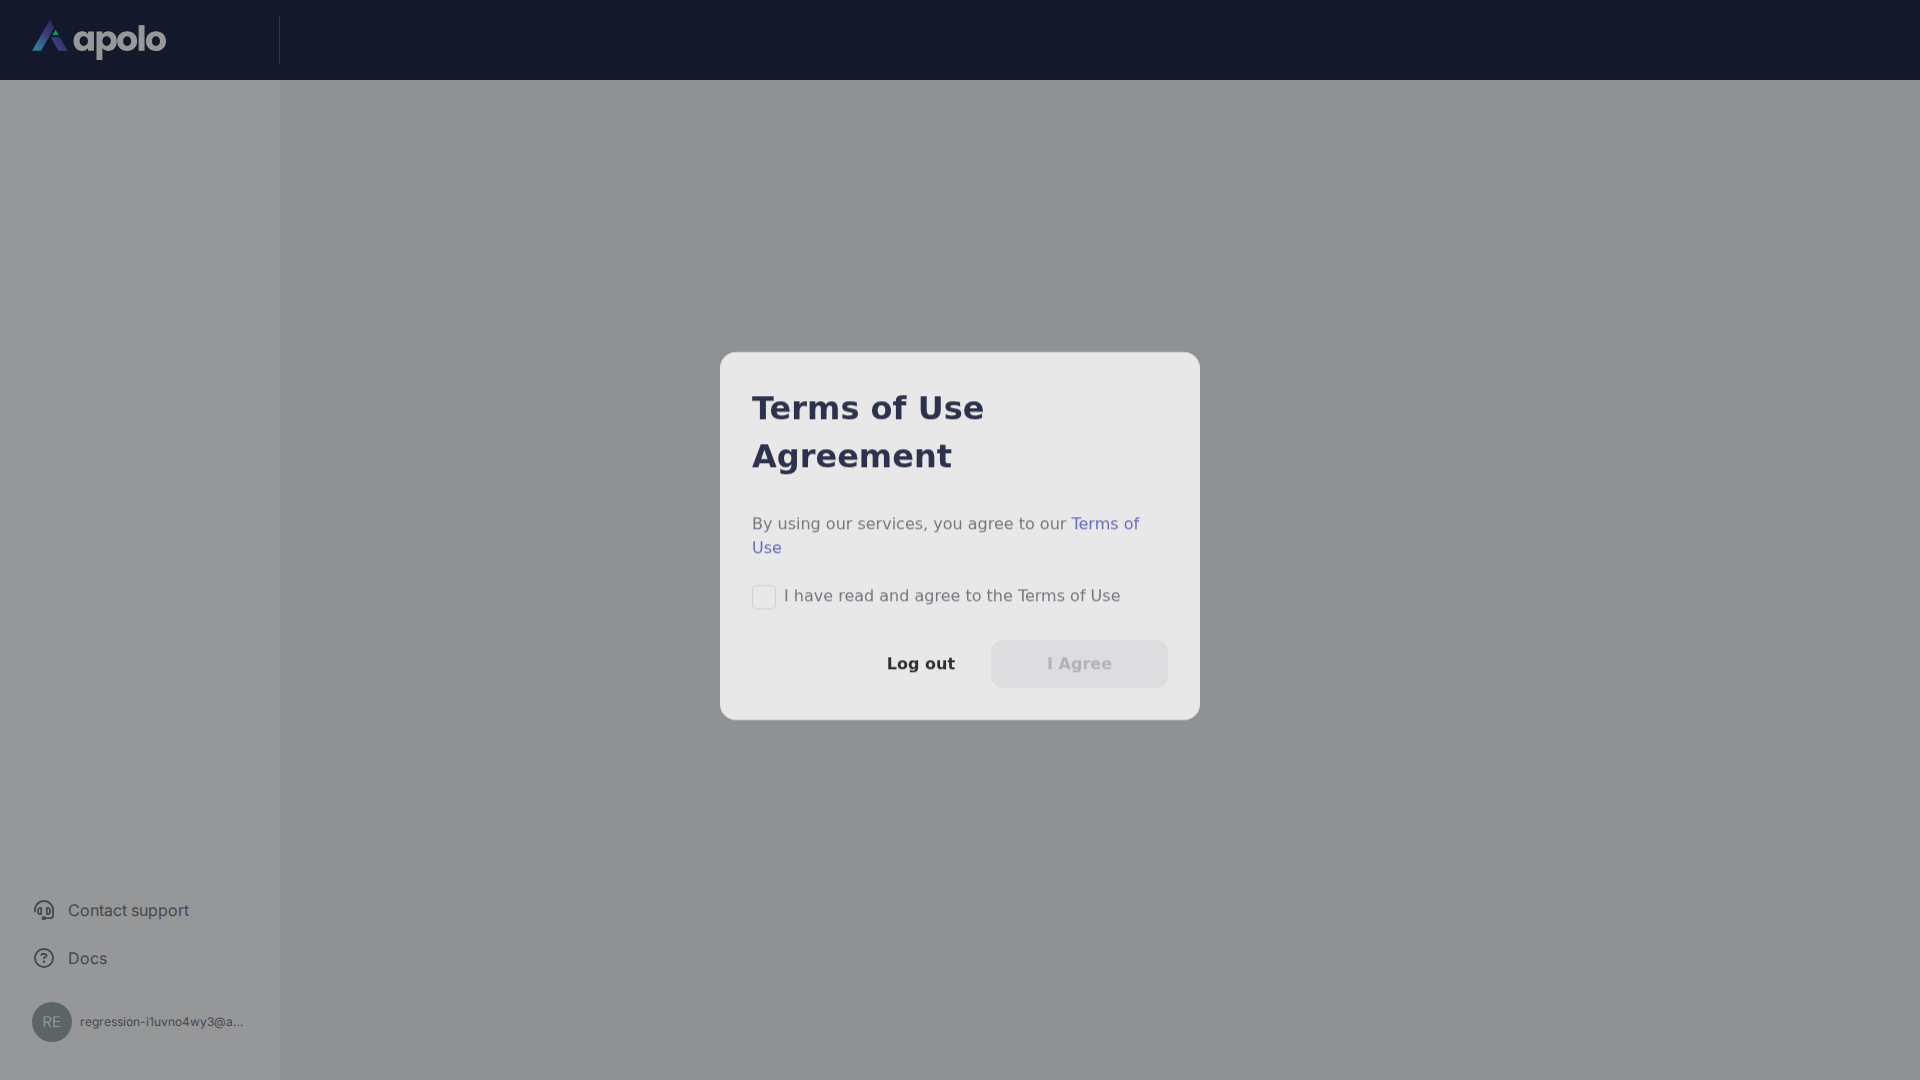 apolo
Terms of Use
Agreement
By using our services, you agree to our Terms of
Use
I have read and agree to the Terms of Use
Log out
I Agree
Contact support
Docs
RE
regression-i1uvno4wy3@a...